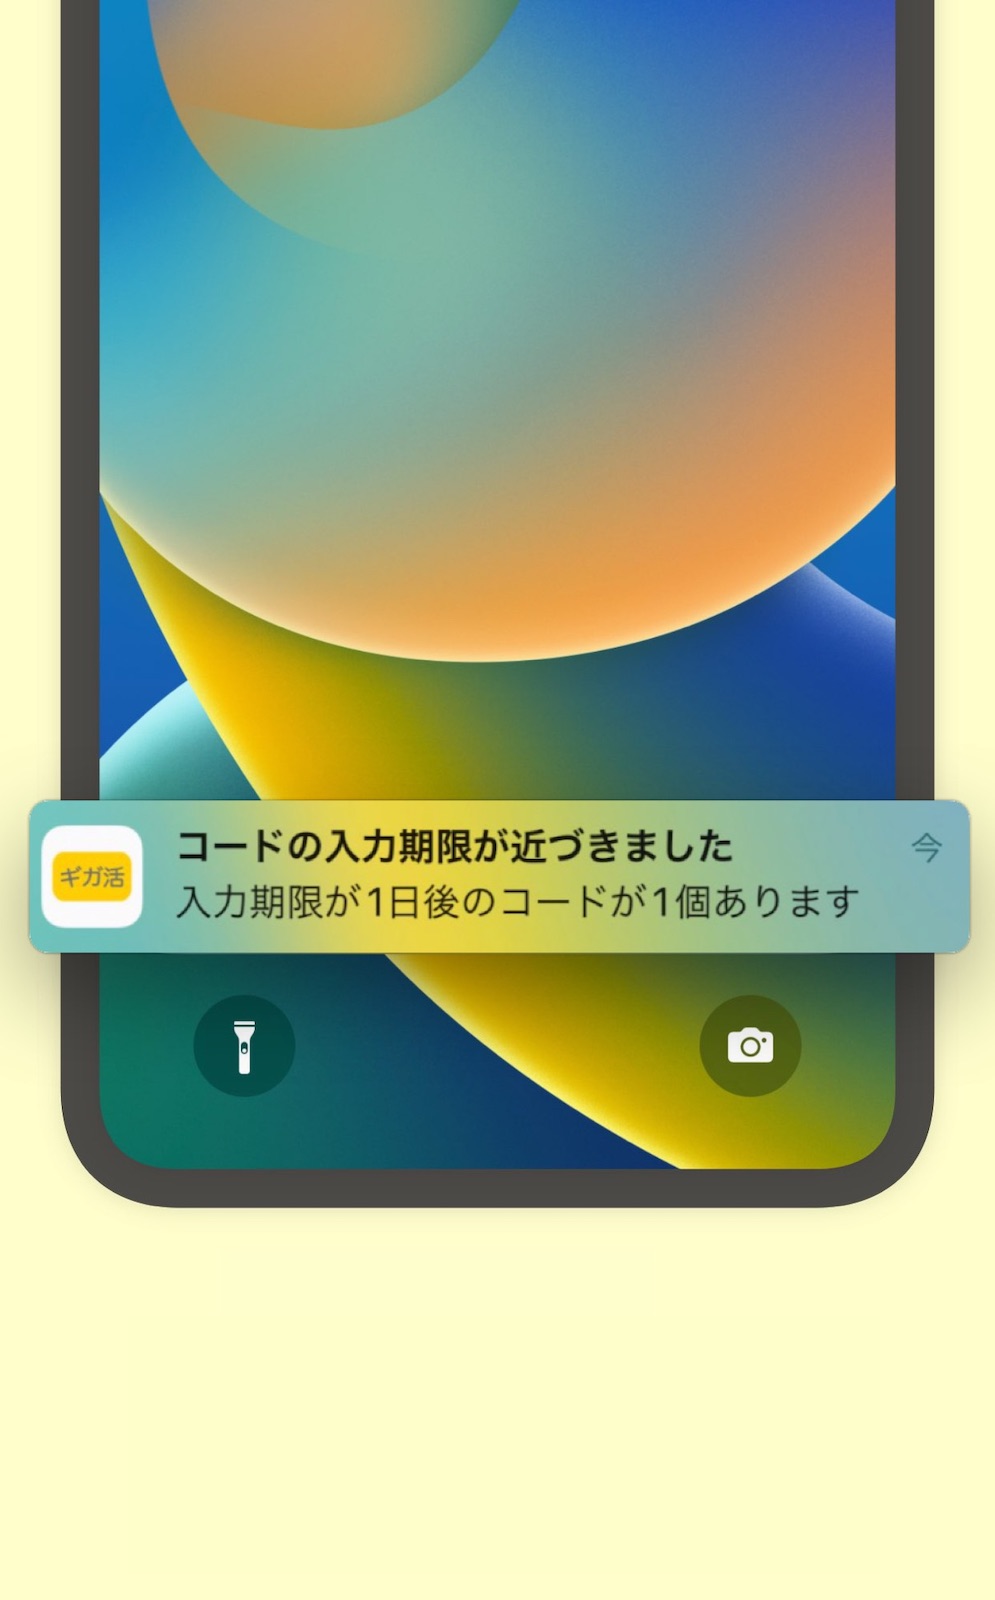 ギガ活
コードの入力期限が近づきました
今
入力期限が1日後のコードが1個あります